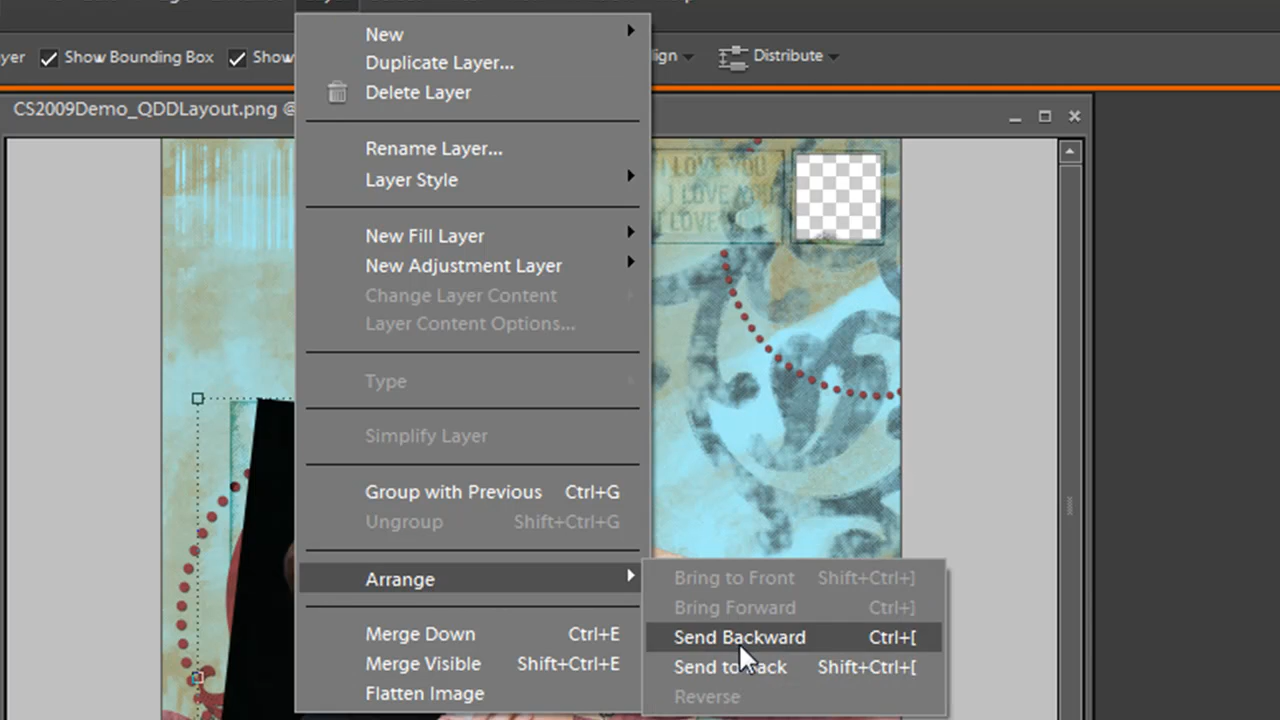 yer Show Bounding Box Show ign Distribute
CS2009Demo_QDDLayout.png @
New
Duplicate Layer...
Delete Layer
Rename Layer...
Layer Style
New Fill Layer
New Adjustment Layer
Change Layer Content
Layer Content Options...
Type
Simplify Layer
Group with Previous Ctrl+G
Ungroup Shift+Ctrl+G
Arrange
Merge Down Ctrl+E
Merge Visible Shift+Ctrl+E
Flatten Image
I LOVE YOU
I LOVE YOU
I LOVE
Bring to Front Shift+Ctrl+]
Bring Forward Ctrl+]
Send Backward Ctrl+[
Send to Back Shift+Ctrl+[
Reverse